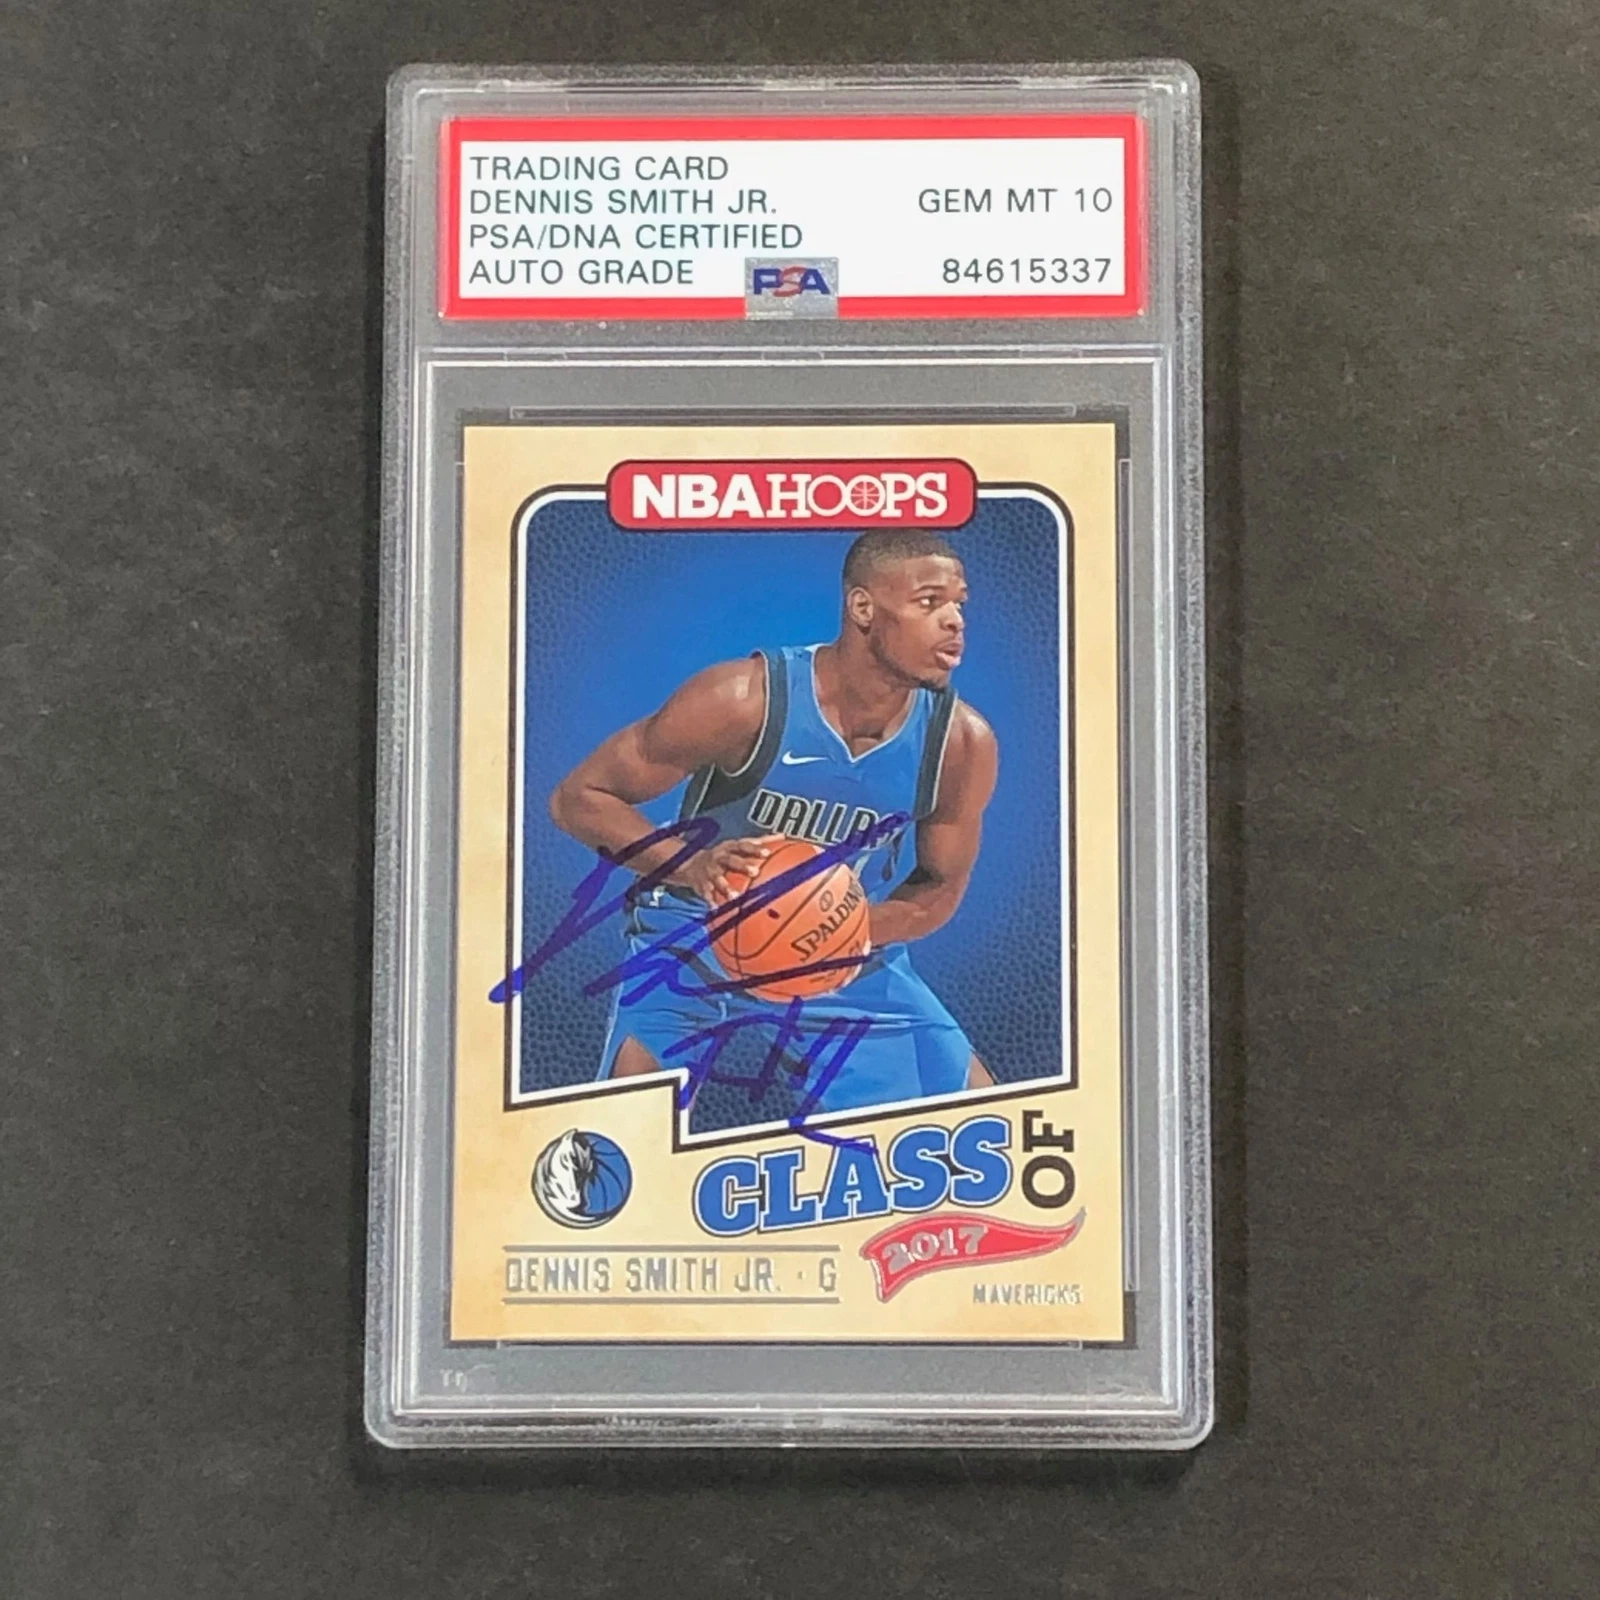 TRADING CARD
DENNIS SMITH JR. GEM MT 10
PSA/DNA CERTIFIED
AUTO GRADE PSA 84615337
NBAHOOPS
DALLAS
SPALDING
CLASS OF
2017
DENNIS SMITH JR. · G
MAVERICKS